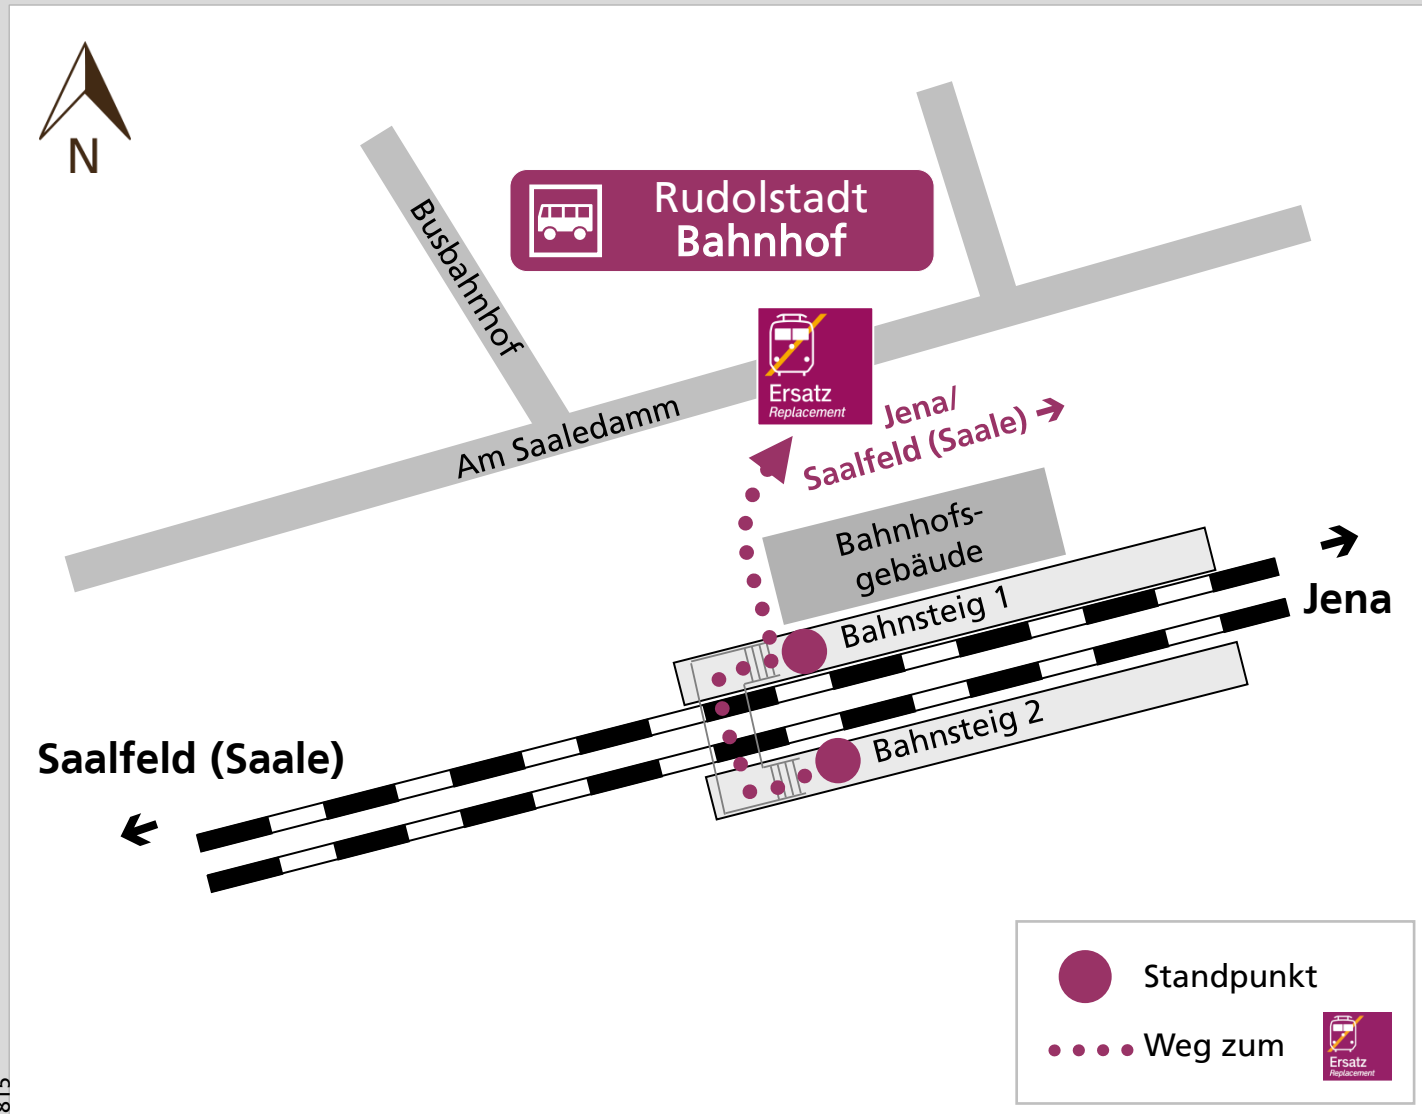 N
Busbahnhof
Rudolstadt
Bahnhof
Ersatz
Replacement
Am Saaledamm
Jena/
Saalfeld (Saale)
Bahnhofs-
gebäude
Bahnsteig 1
Jena
Bahnsteig 2
Saalfeld (Saale)
Standpunkt
Weg zum
Ersatz
Replacement